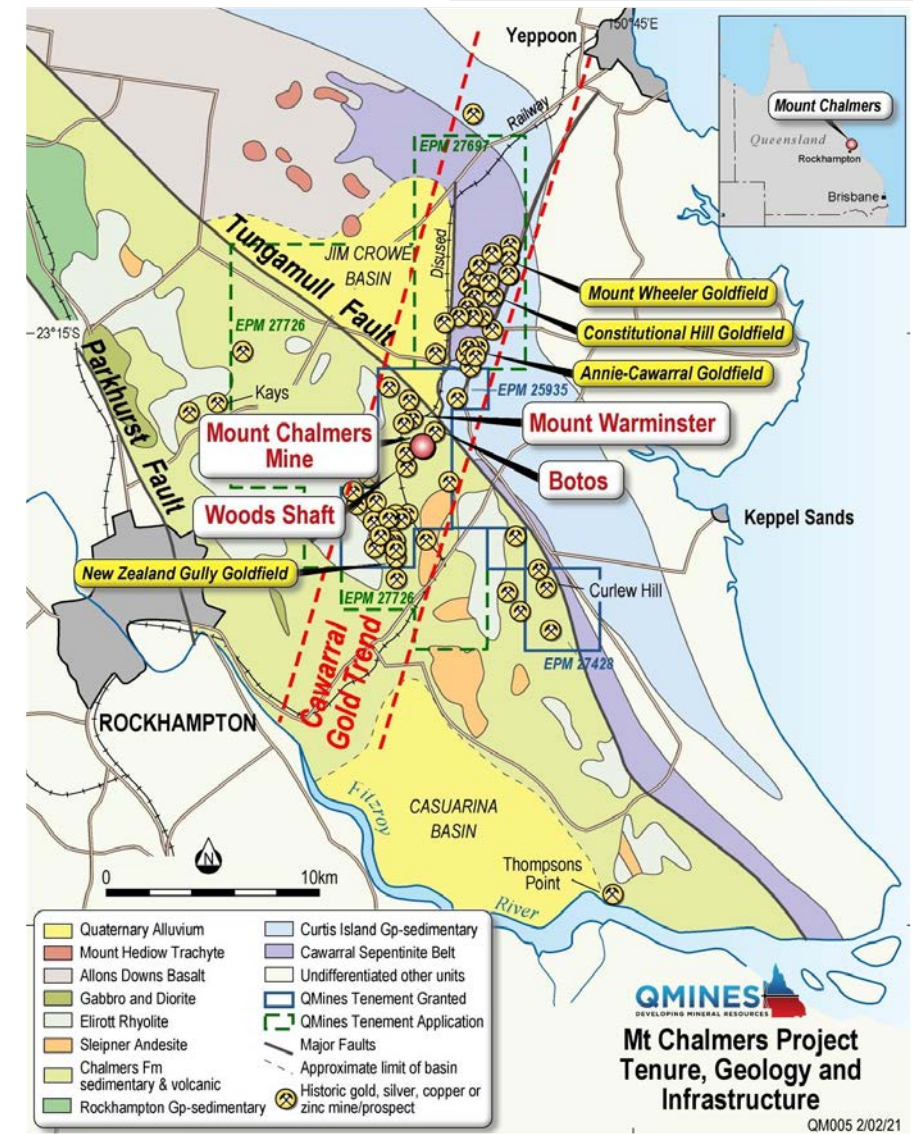 Yeppoon
150°45'E
Mount Chalmers
Queensland
Rockhampton
Brisbane
Railway
EPM 27697
Disused
JIM CROWE
BASIN
Tungamull Fault
Mount Wheeler Goldfield
Constitutional Hill Goldfield
Annie-Cawarral Goldfield
23°15'S
EPM 27726
Parkhurst Fault
Kays
EPM 25935
Mount Chalmers
Mine
Mount Warminster
Botos
Woods Shaft
Keppel Sands
New Zealand Gully Goldfield
EPM 27726
Curlew Hill
EPM 27428
Cawarral
Gold Trend
ROCKHAMPTON
Fitzroy
River
CASUARINA
BASIN
Thompsons
Point
N
0
10km
Quaternary Alluvium
Mount Hediow Trachyte
Allons Downs Basalt
Gabbro and Diorite
Elirott Rhyolite
Sleipner Andesite
Chalmers Fm
sedimentary & volcanic
Rockhampton Gp-sedimentary
Curtis Island Gp-sedimentary
Cawarral Sepentinite Belt
Undifferentiated other units
QMines Tenement Granted
QMines Tenement Application
Major Faults
Approximate limit of basin
Historic gold, silver, copper or
zinc mine/prospect
QMINES
DEVELOPING MINERAL RESOURCES
Mt Chalmers Project
Tenure, Geology and
Infrastructure
QM005 2/02/21